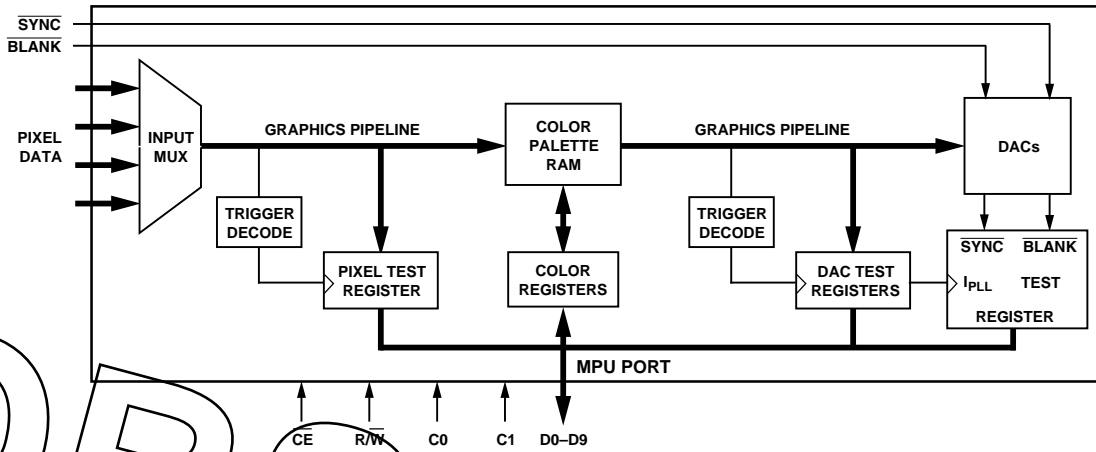 SYNC
BLANK
PIXEL
DATA
INPUT
MUX
GRAPHICS PIPELINE
COLOR
PALETTE
RAM
GRAPHICS PIPELINE
DACs
TRIGGER
DECODE
TRIGGER
DECODE
PIXEL TEST
REGISTER
COLOR
REGISTERS
DAC TEST
REGISTERS
SYNC BLANK
IPLL TEST
REGISTER
MPU PORT
CE R/W C0 C1 D0–D9